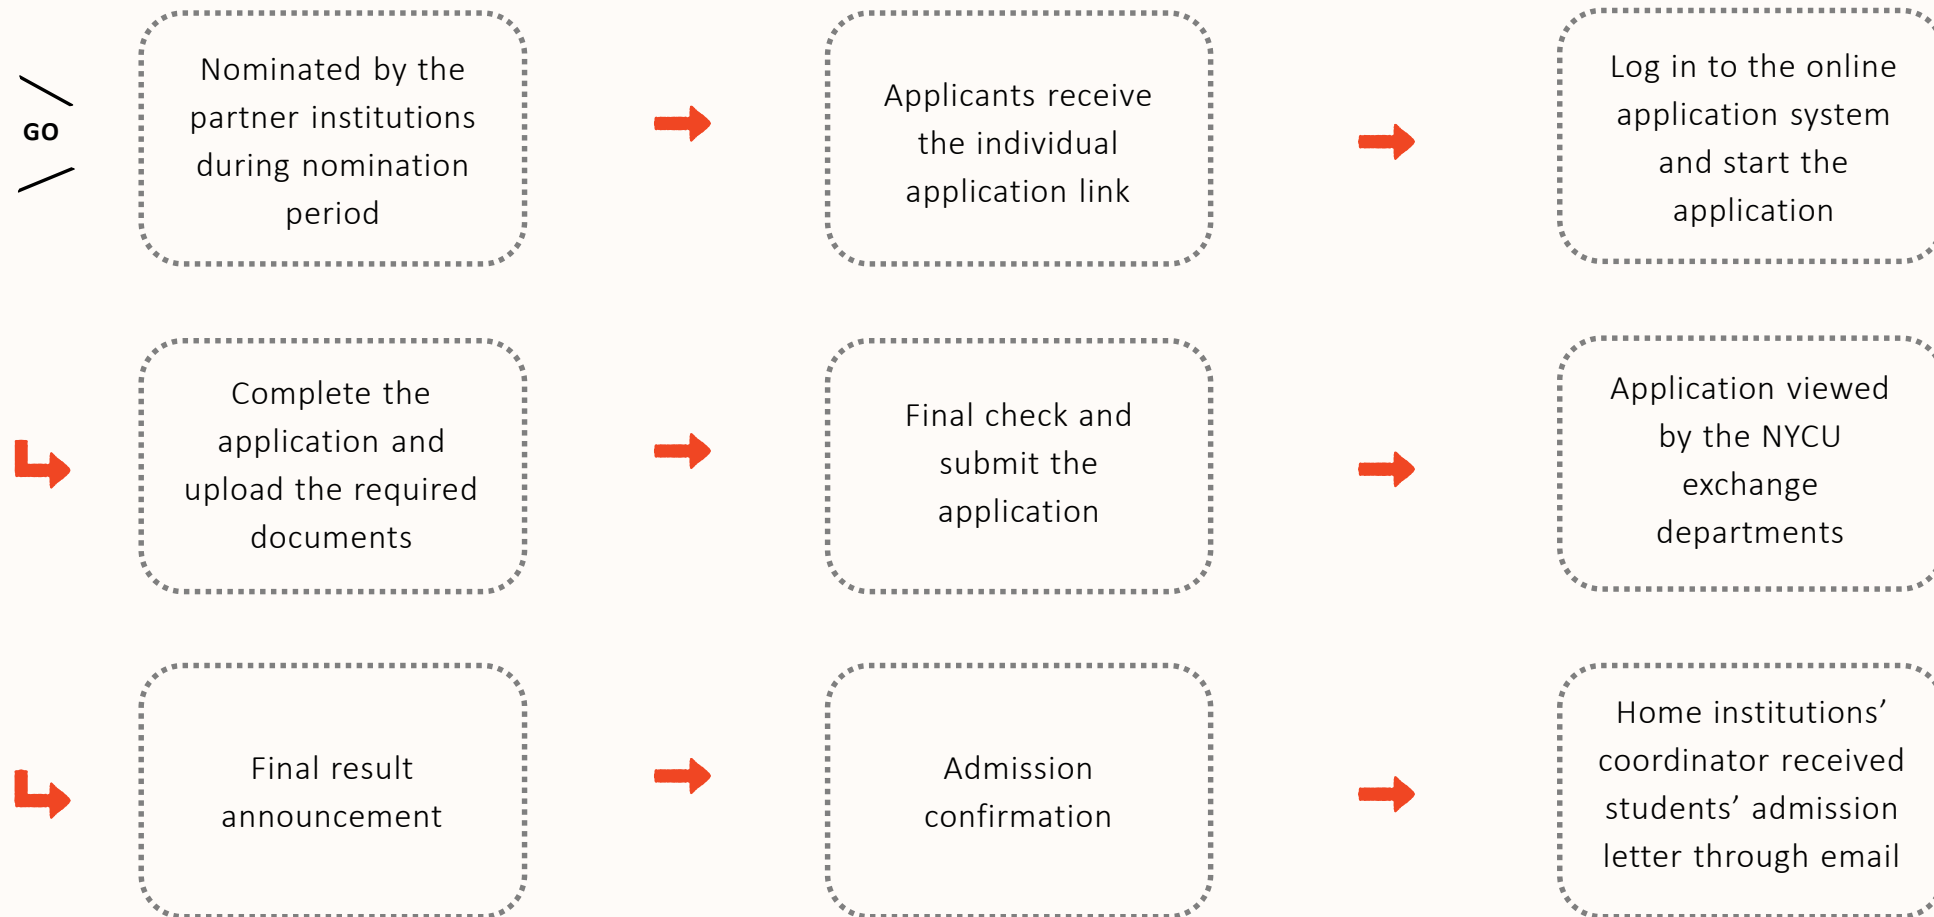 GO
Nominated by the
partner institutions
during nomination
period
Applicants receive
the individual
application link
Log in to the online
application system
and start the
application
Complete the
application and
upload the required
documents
Final check and
submit the
application
Application viewed
by the NYCU
exchange
departments
Final result
announcement
Admission
confirmation
Home institutions’
coordinator received
students’ admission
letter through email